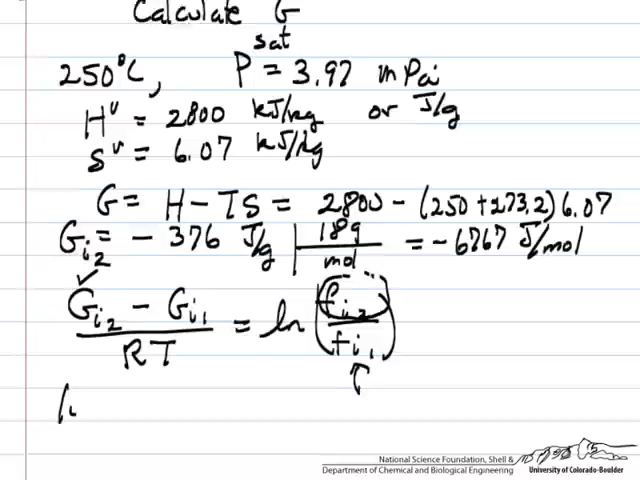 Calculate G
250°C, P^sat = 3.97 mPa
H^v = 2800 kJ/kg or J/g
S^v = 6.07 kJ/kg
G = H - TS = 2800 - (250 + 273.2) 6.07
G_i2 = - 376 J/g | 18g / mol = - 6767 J/mol
(G_i2 - G_i1) / RT = ln (f_i2 / f_i1)
National Science Foundation, Shell &
Department of Chemical and Biological Engineering
University of Colorado-Boulder